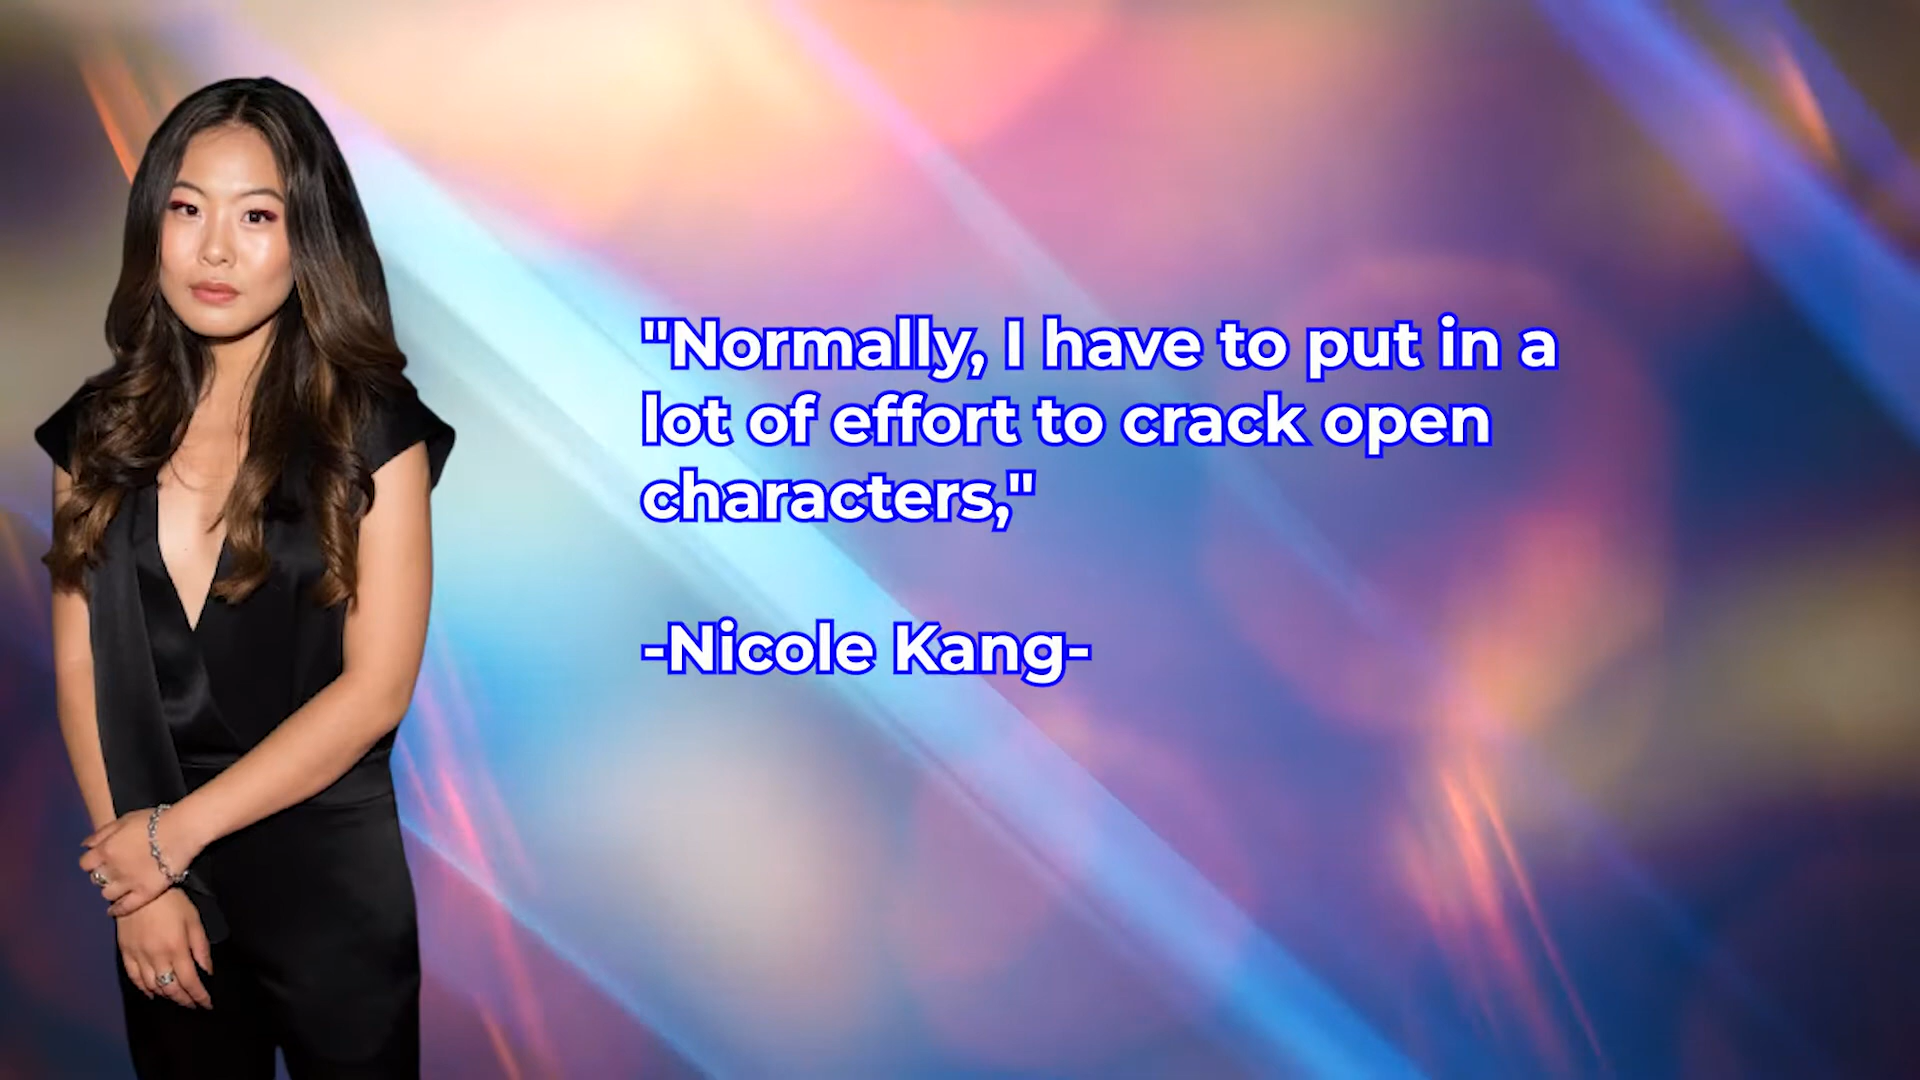 "Normally, I have to put in a
lot of effort to crack open
characters,"
-Nicole Kang-